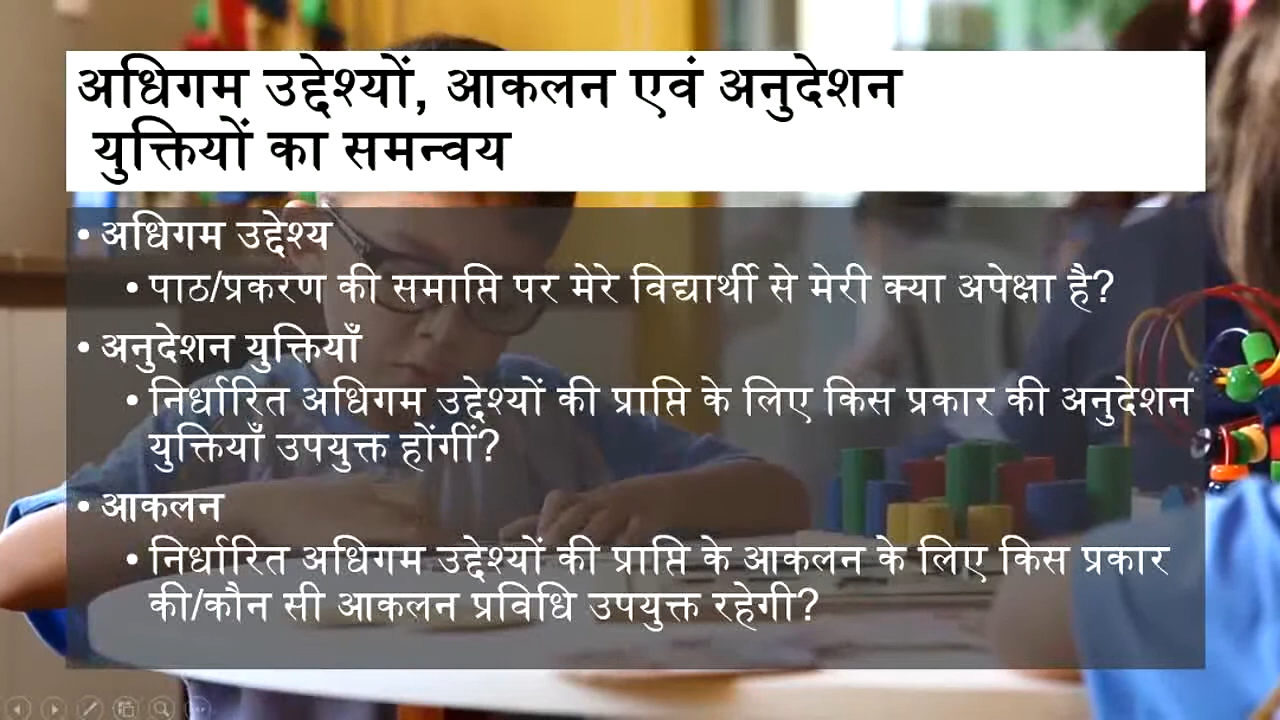 अधिगम उद्देश्यों, आकलन एवं अनुदेशन
युक्तियों का समन्वय
• अधिगम उद्देश्य
• पाठ/प्रकरण की समाप्ति पर मेरे विद्यार्थी से मेरी क्या अपेक्षा है?
• अनुदेशन युक्तियाँ
• निर्धारित अधिगम उद्देश्यों की प्राप्ति के लिए किस प्रकार की अनुदेशन
युक्तियाँ उपयुक्त होंगीं?
• आकलन
• निर्धारित अधिगम उद्देश्यों की प्राप्ति के आकलन के लिए किस प्रकार
की/कौन सी आकलन प्रविधि उपयुक्त रहेगी?